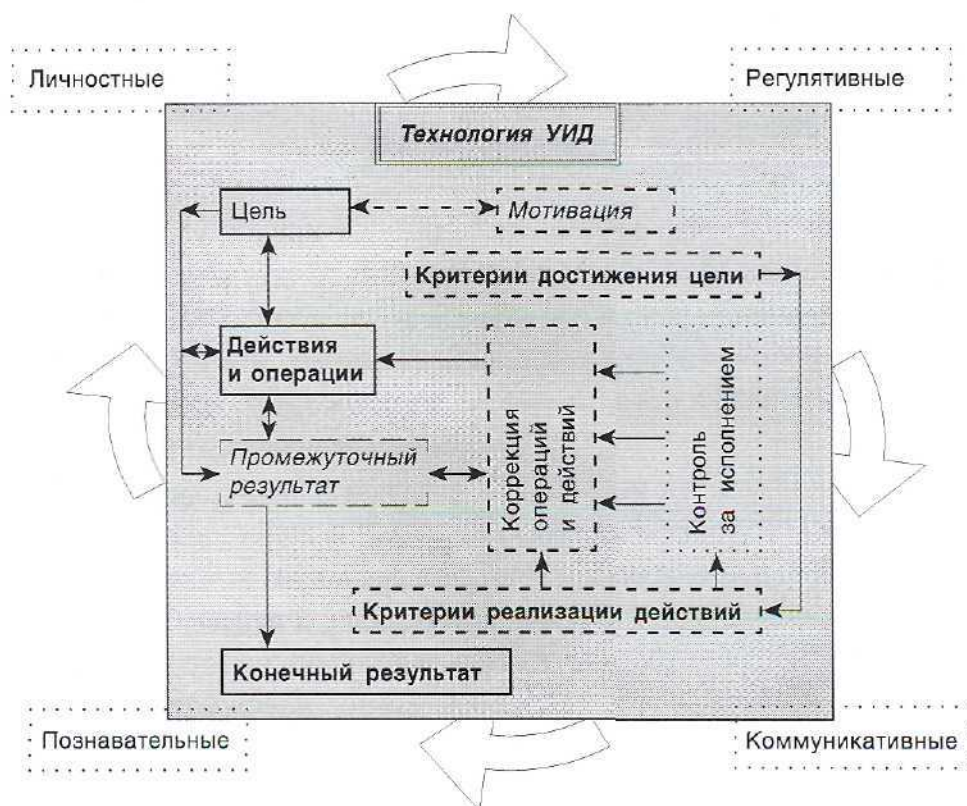 Личностные
Регулятивные
Технология УИД
Цель
Мотивация
Критерии достижения цели
Действия
и операции
Промежуточный
результат
Коррекция
операций
и действий
Контроль
за исполнением
Критерии реализации действий
Конечный результат
Познавательные
Коммуникативные